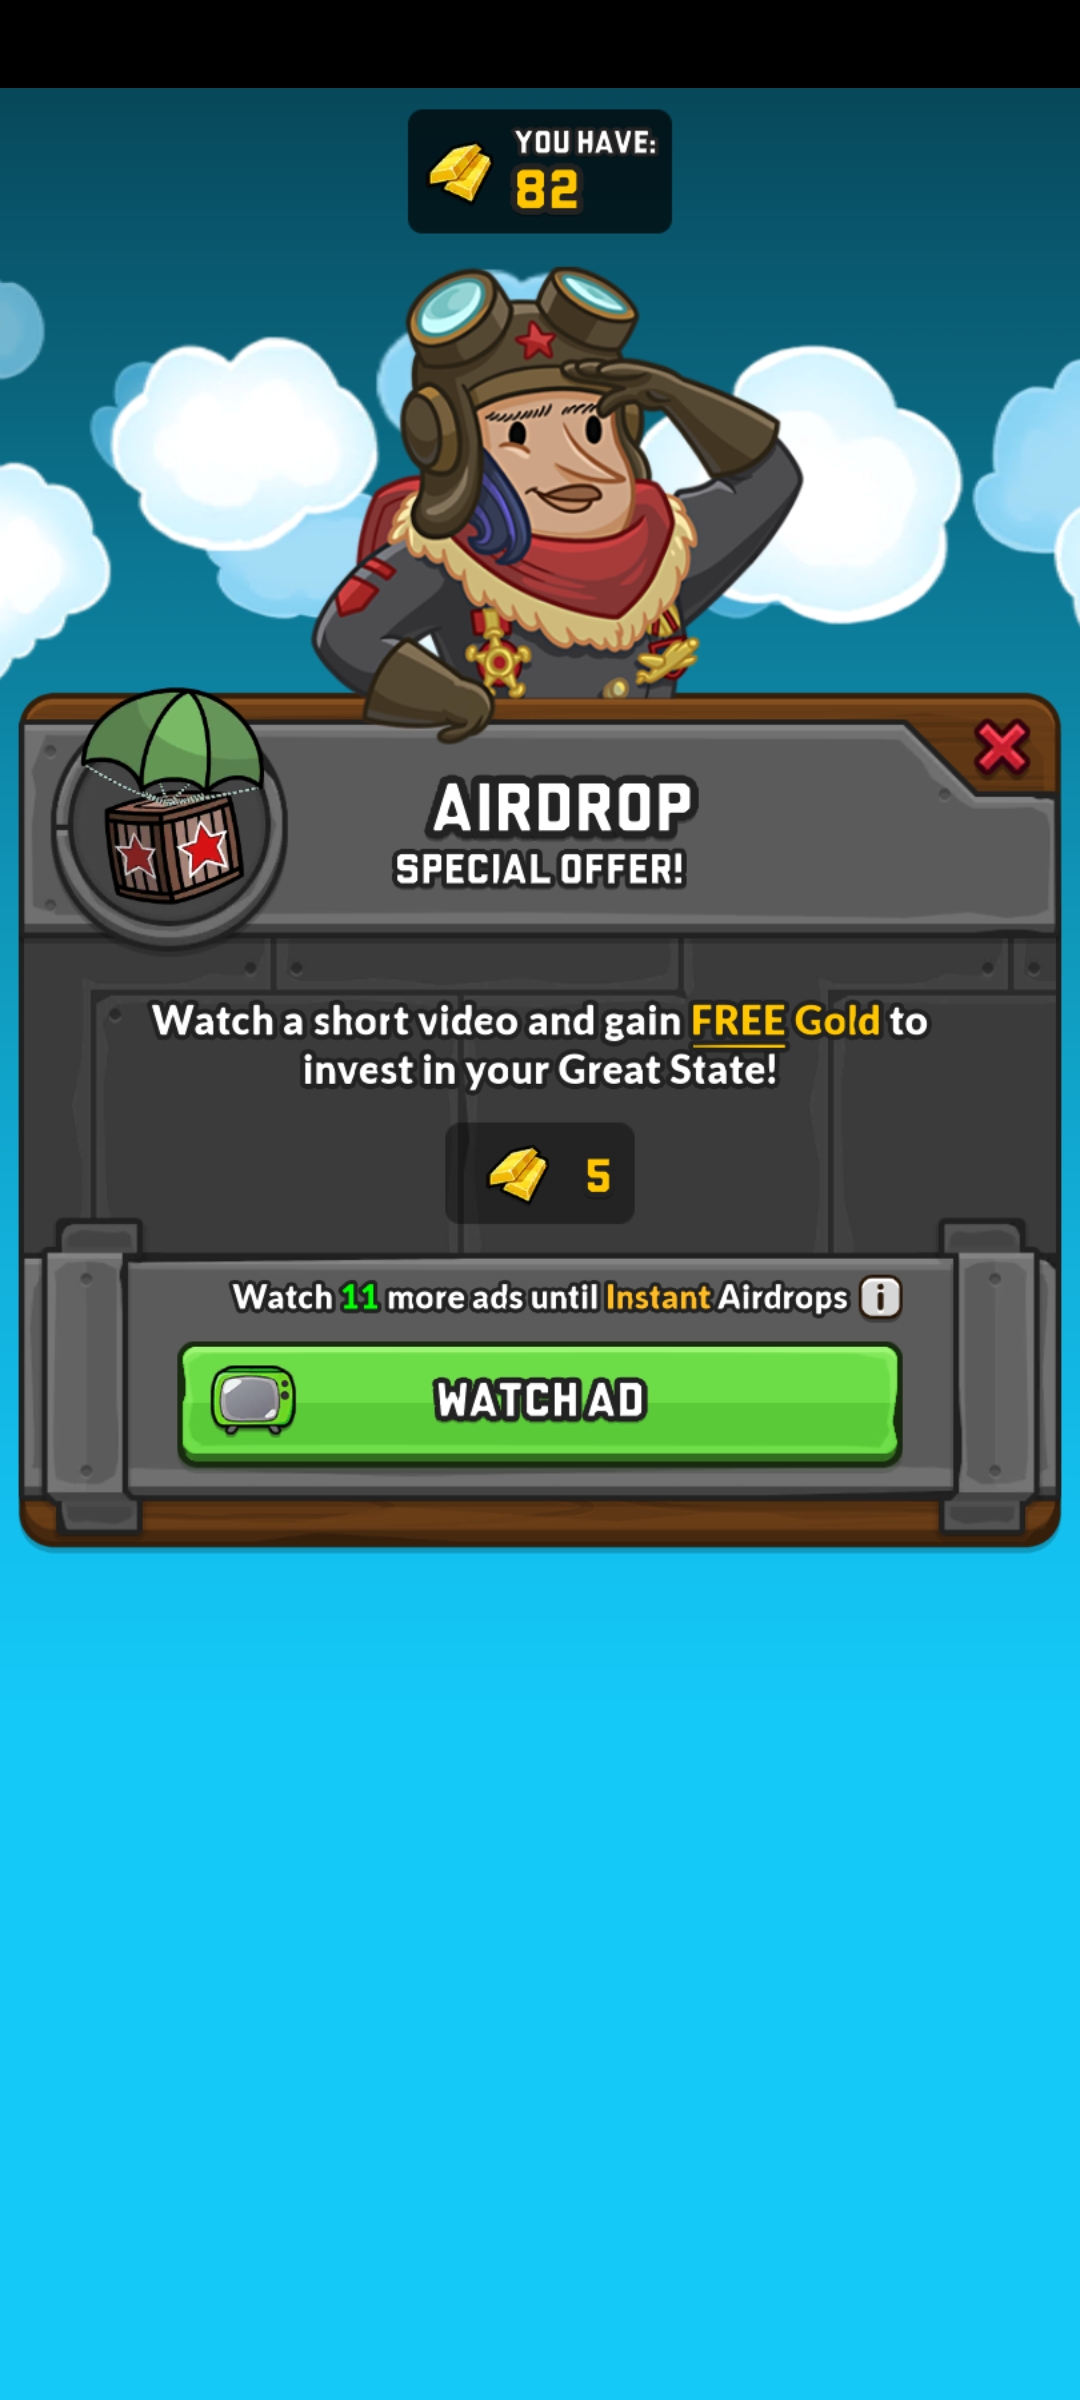 YOU HAVE:
82
AIRDROP
SPECIAL OFFER!
Watch a short video and gain FREE Gold to
invest in your Great State!
5
Watch 11 more ads until Instant Airdrops i
WATCH AD